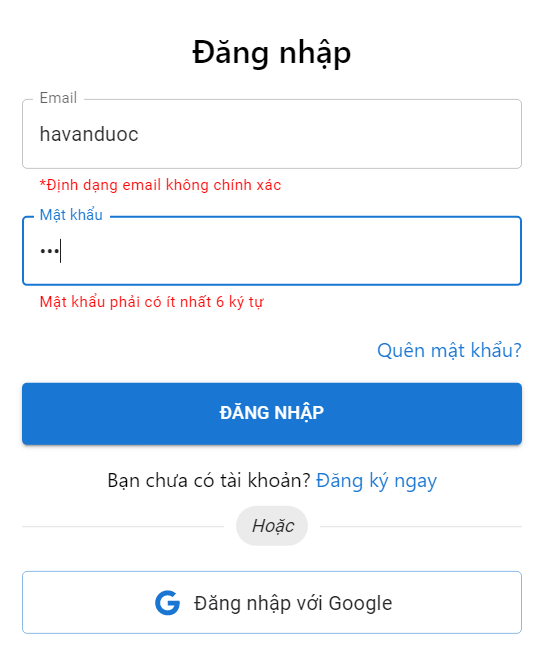 Đăng nhập
Email
havanduoc
*Định dạng email không chính xác
Mật khẩu
•••
Mật khẩu phải có ít nhất 6 ký tự
Quên mật khẩu?
ĐĂNG NHẬP
Bạn chưa có tài khoản? Đăng ký ngay
Hoặc
Đăng nhập với Google